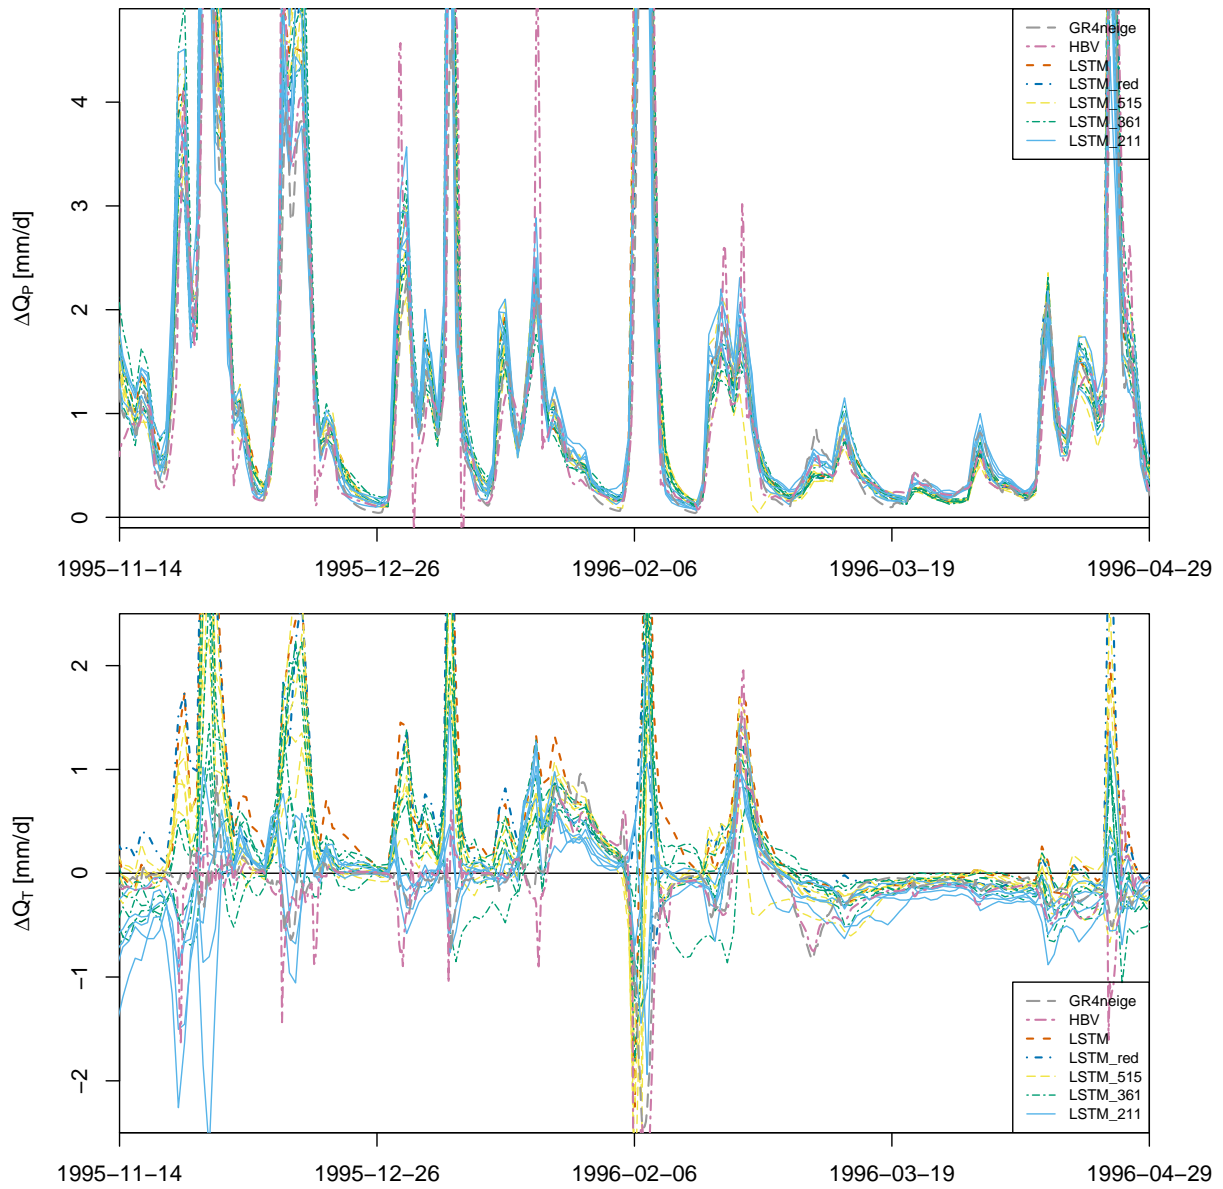 ΔQP [mm/d]
4
3
2
1
0
GR4neige
HBV
LSTM
LSTM_red
LSTM_515
LSTM_361
LSTM_211
1995−11−14 1995−12−26 1996−02−06 1996−03−19 1996−04−29
ΔQT [mm/d]
2
1
0
−1
−2
GR4neige
HBV
LSTM
LSTM_red
LSTM_515
LSTM_361
LSTM_211
1995−11−14 1995−12−26 1996−02−06 1996−03−19 1996−04−29